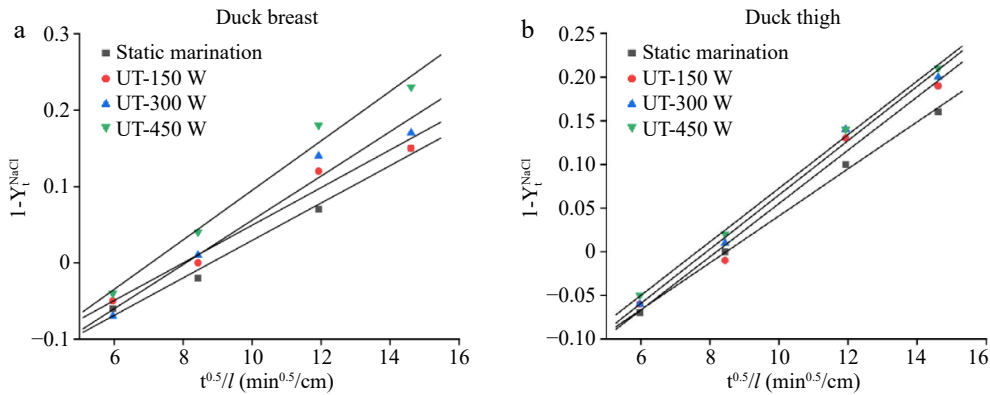 a
Duck breast
0.3
0.2
0.1
0
−0.1
1-Y_t^NaCl
Static marination
UT-150 W
UT-300 W
UT-450 W
6
8
10
12
14
16
t^0.5/l (min^0.5/cm)
b
Duck thigh
0.25
0.20
0.15
0.10
0.05
0
−0.05
−0.10
1-Y_t^NaCl
Static marination
UT-150 W
UT-300 W
UT-450 W
6
8
10
12
14
16
t^0.5/l (min^0.5/cm)